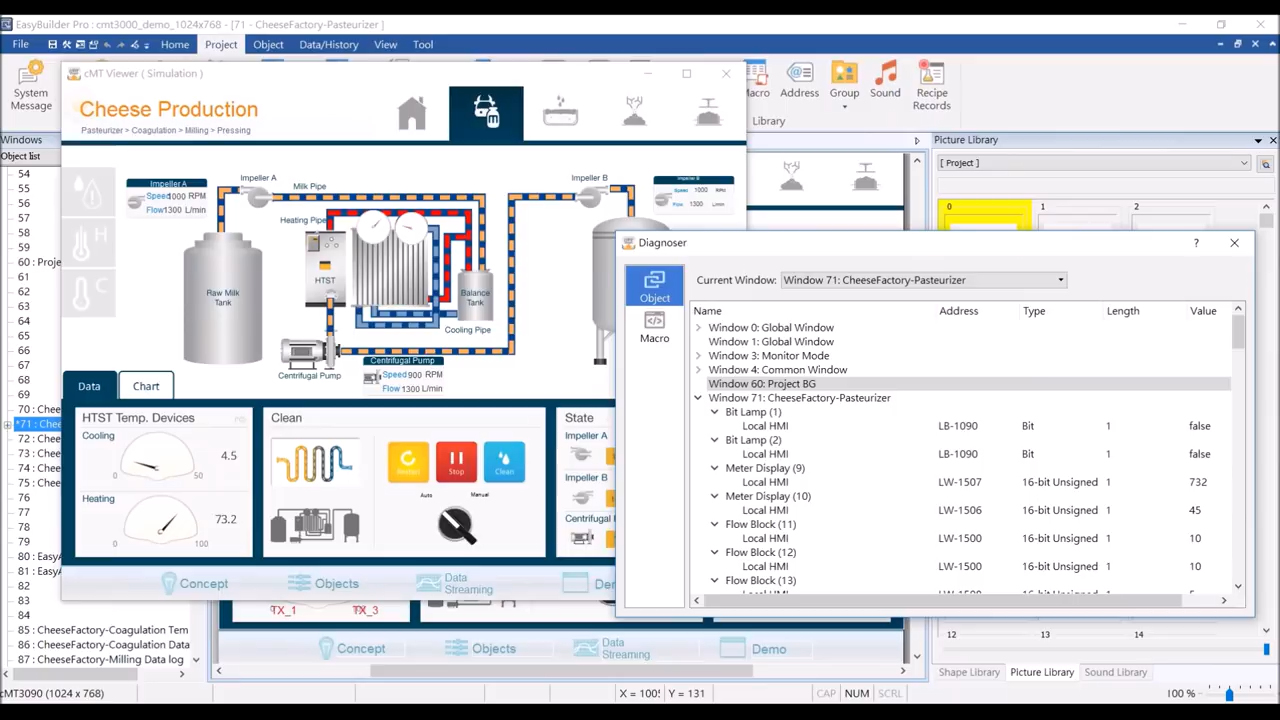 EasyBuilder Pro : cmt3000_demo_1024x768 - [71 - CheeseFactory-Pasteurizer ]
File Home Project Object Data/History View Tool
System
Message
Macro Address Group Sound Recipe
Records
Library
Windows
Object list
54
55
56
57
58
59
60 : Proje
61
62
63
64
65
66
67
68
69
70 : Chee
*71 : Chee
72 : Chee
73 : Chee
74 : Chee
75 : Chee
76
77
78
79
80 : EasyA
81 : EasyA
82
83
84
85 : CheeseFactory-Coagulation Tem
86 : CheeseFactory-Coagulation Data
87 : CheeseFactory-Milling Data log
cMT Viewer ( Simulation )
Cheese Production
Pasteurizer > Coagulation > Milling > Pressing
Impeller A
Speed 1000 RPM
Flow 1300 L/min
Impeller A
Milk Pipe
Heating Pipe
HTST
Raw Milk
Tank
Balance
Tank
Cooling Pipe
Impeller B
Impeller B
Speed 1000 RPM
Flow 1300 L/min
Centrifugal Pump
Centrifugal Pump
Speed 900 RPM
Flow 1300 L/min
Data Chart
HTST Temp. Devices
Cooling
4.5
0 50
Heating
73.2
0 100
Clean
Stop
Clean
Auto Manual
State
Impeller A
Impeller B
Centrifugal
Concept Objects Data
Streaming
TX_1 TX_3
Concept Objects Data
Streaming
Demo
Picture Library
[ Project ]
0 1 2
12 13 14
Shape Library Picture Library Sound Library
Diagnoser
? 
Object
Macro
Current Window: Window 71: CheeseFactory-Pasteurizer
Name Address Type Length Value
Window 0: Global Window
Window 1: Global Window
Window 3: Monitor Mode
Window 4: Common Window
Window 60: Project BG
Window 71: CheeseFactory-Pasteurizer
Bit Lamp (1)
Local HMI LB-1090 Bit 1 false
Bit Lamp (2)
Local HMI LB-1090 Bit 1 false
Meter Display (9)
Local HMI LW-1507 16-bit Unsigned 1 732
Meter Display (10)
Local HMI LW-1506 16-bit Unsigned 1 45
Flow Block (11)
Local HMI LW-1500 16-bit Unsigned 1 10
Flow Block (12)
Local HMI LW-1500 16-bit Unsigned 1 10
Flow Block (13)
cMT3090 (1024 x 768)
X = 1005 Y = 131
CAP NUM SCRL
100 %